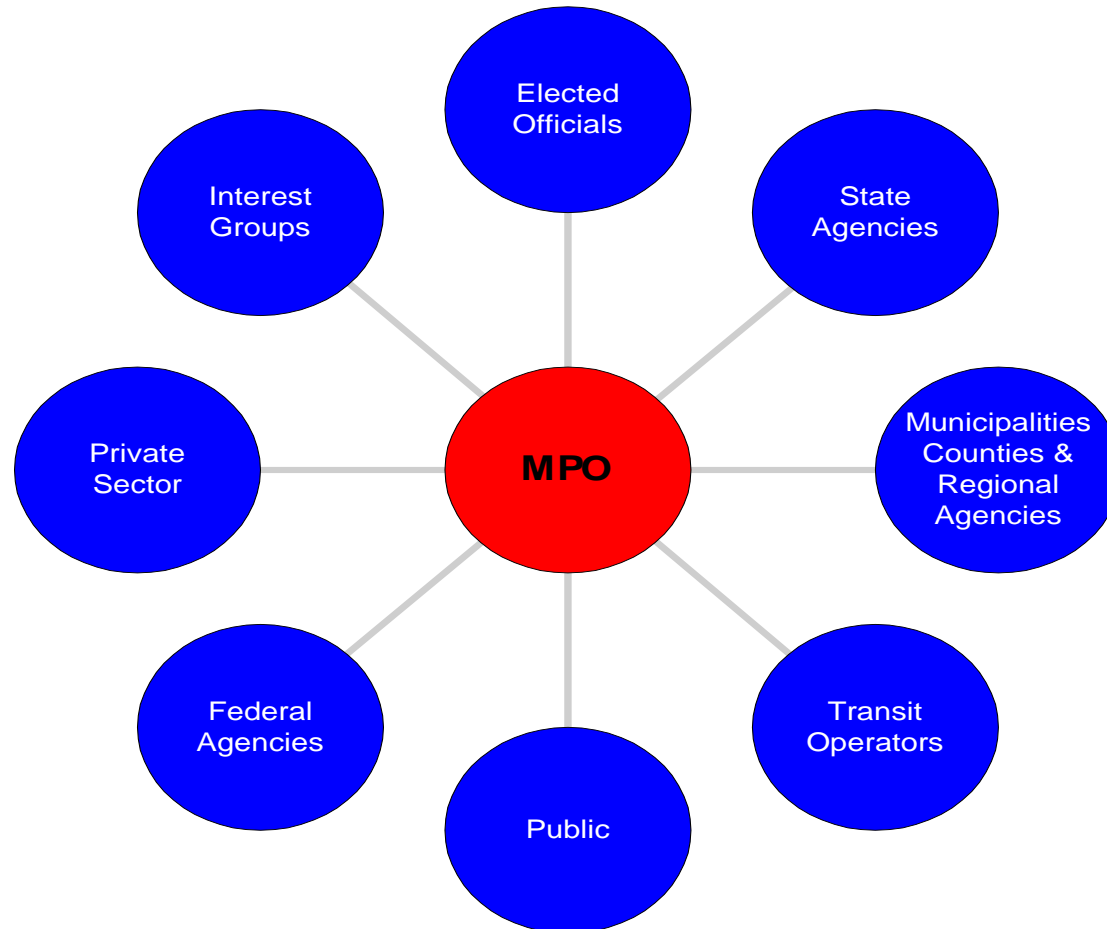 Elected
Officials
Interest
Groups
State
Agencies
Private
Sector
MPO
Municipalities
Counties &
Regional
Agencies
Federal
Agencies
Transit
Operators
Public